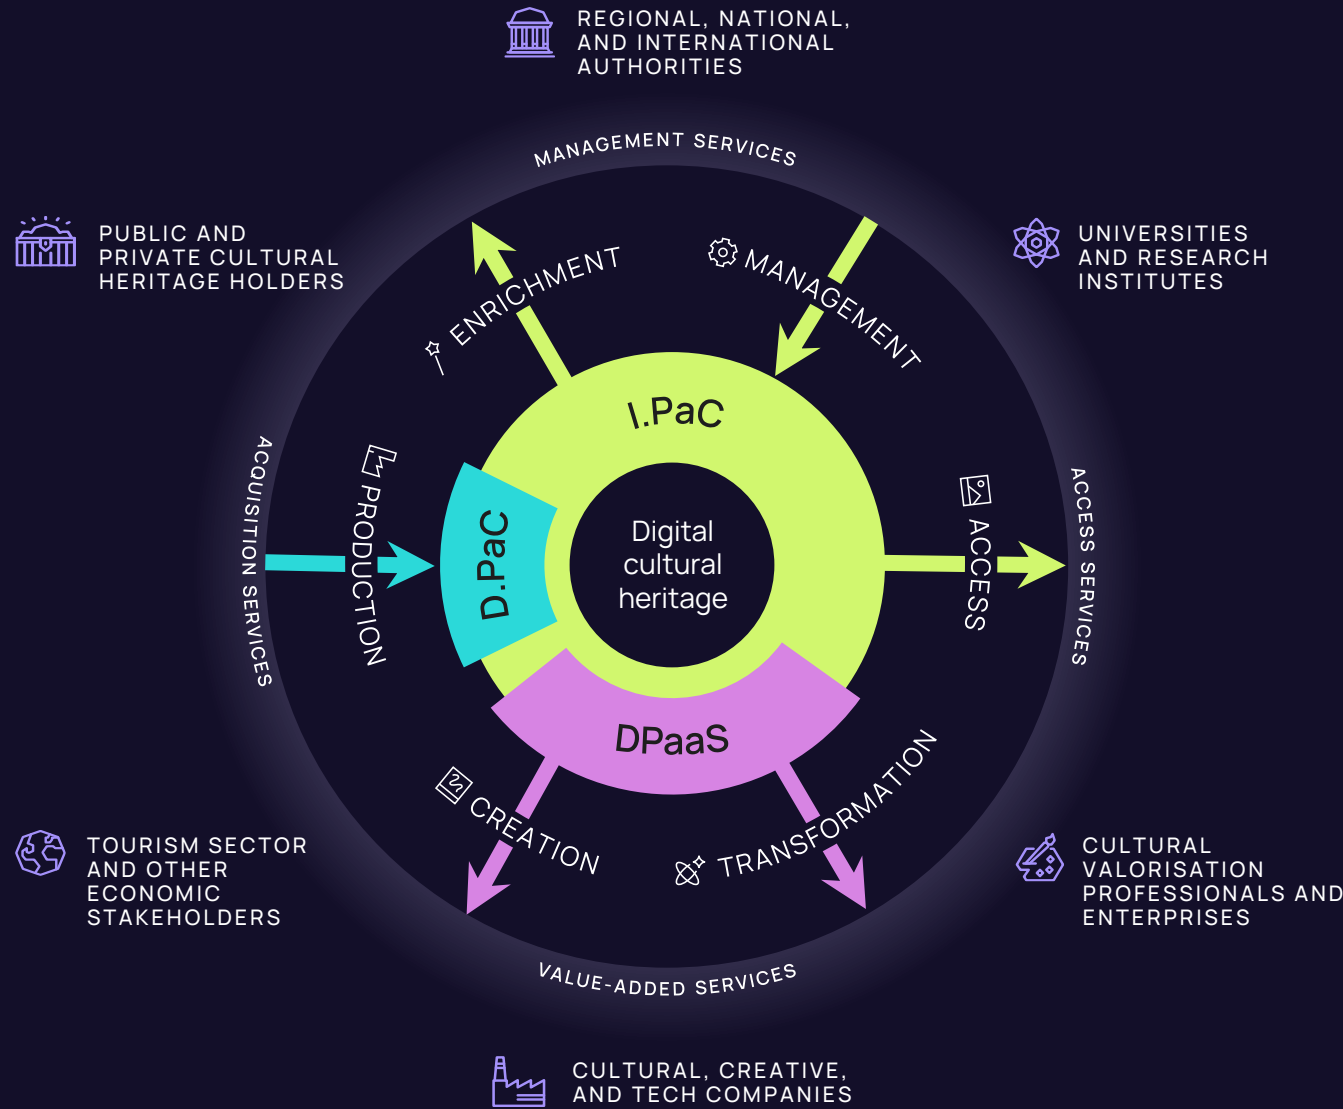 REGIONAL, NATIONAL,
AND INTERNATIONAL
AUTHORITIES
MANAGEMENT SERVICES
PUBLIC AND
PRIVATE CULTURAL
HERITAGE HOLDERS
UNIVERSITIES
AND RESEARCH
INSTITUTES
ENRICHMENT
MANAGEMENT
I.PaC
ACQUISITION SERVICES
PRODUCTION
D.PaC
Digital
cultural
heritage
ACCESS
ACCESS SERVICES
DPaaS
CREATION
TRANSFORMATION
TOURISM SECTOR
AND OTHER
ECONOMIC
STAKEHOLDERS
CULTURAL
VALORISATION
PROFESSIONALS AND
ENTERPRISES
VALUE-ADDED SERVICES
CULTURAL, CREATIVE,
AND TECH COMPANIES